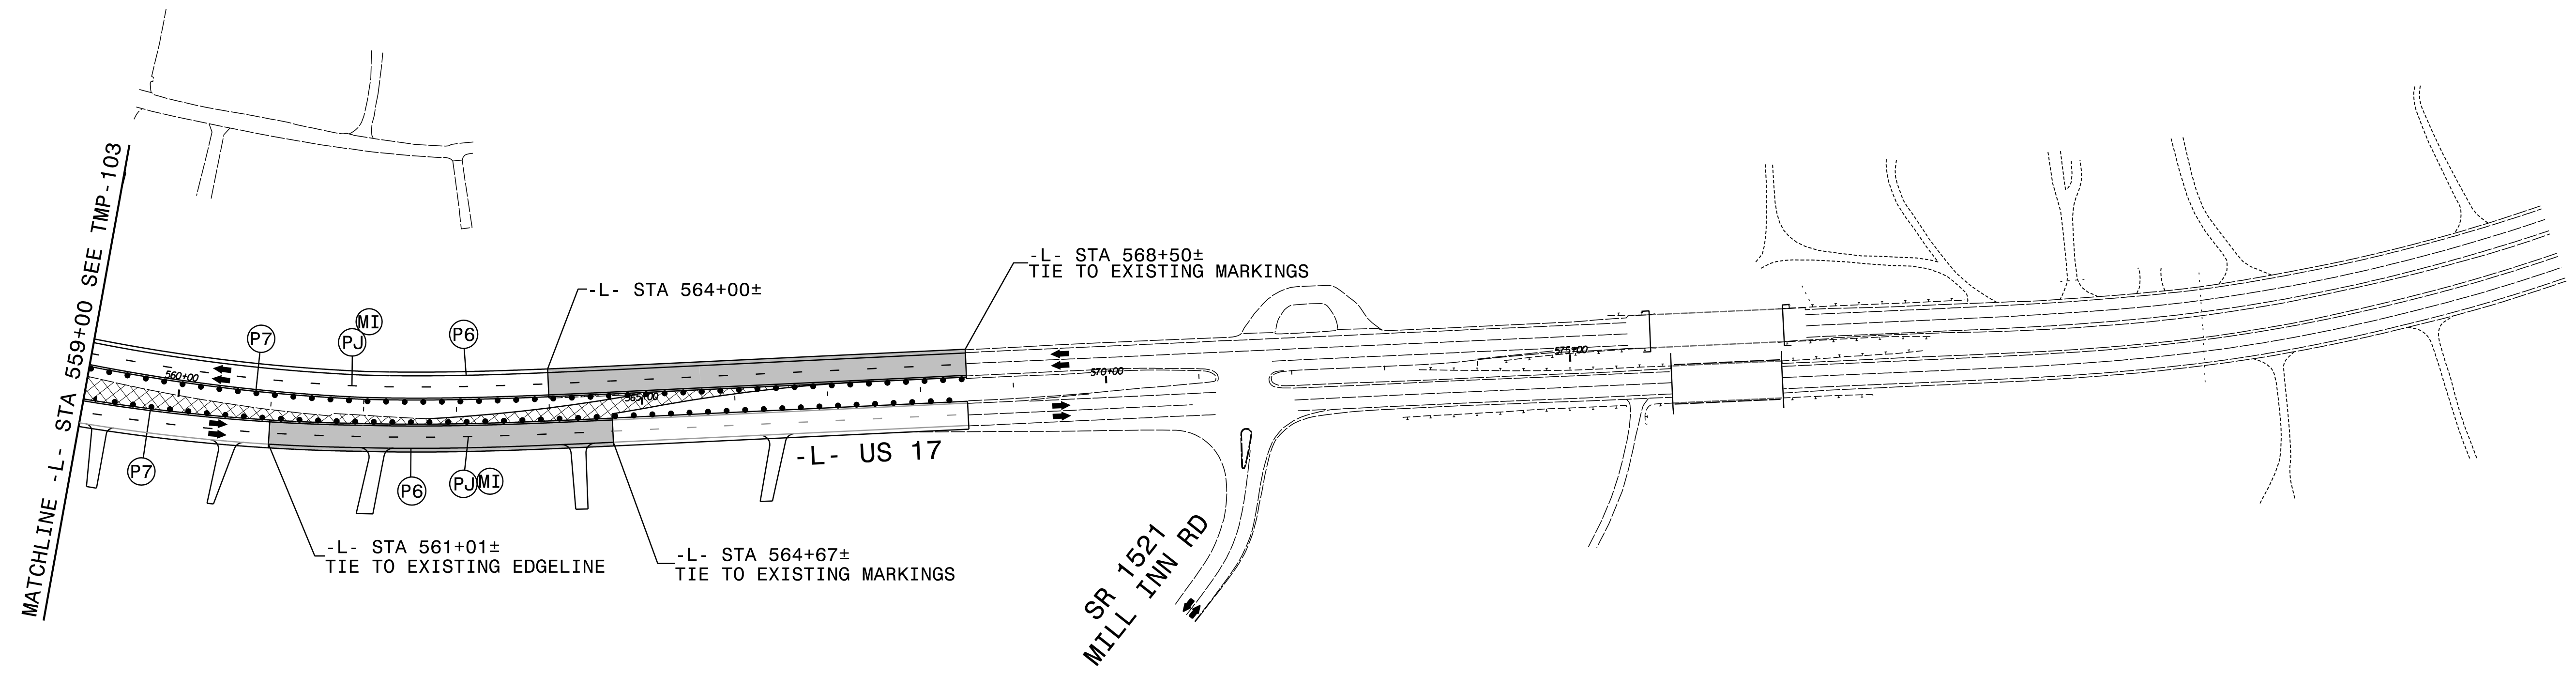 MATCHLINE -L- STA 559+00 SEE TMP-103
-L- STA 568+50±
TIE TO EXISTING MARKINGS
-L- STA 564+00±
MI
P7
PJ
P6
560+00
565+00
570+00
575+00
P7
P6
PJ
MI
-L- US 17
-L- STA 561+01±
TIE TO EXISTING EDGELINE
-L- STA 564+67±
TIE TO EXISTING MARKINGS
SR 1521
MILL INN RD